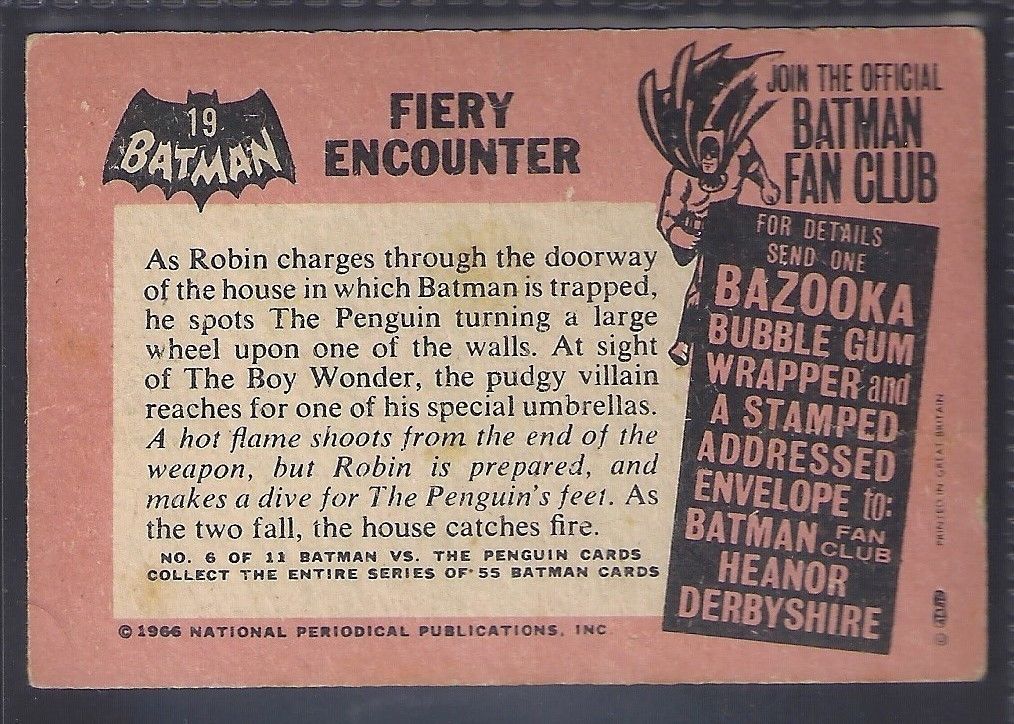 19
BATMAN
FIERY
ENCOUNTER
As Robin charges through the doorway
of the house in which Batman is trapped,
he spots The Penguin turning a large
wheel upon one of the walls. At sight
of The Boy Wonder, the pudgy villain
reaches for one of his special umbrellas.
A hot flame shoots from the end of the
weapon, but Robin is prepared, and
makes a dive for The Penguin's feet. As
the two fall, the house catches fire.
NO. 6 OF 11 BATMAN VS. THE PENGUIN CARDS
COLLECT THE ENTIRE SERIES OF 55 BATMAN CARDS
© 1966 NATIONAL PERIODICAL PUBLICATIONS, INC.
JOIN THE OFFICIAL
BATMAN
FAN CLUB
FOR DETAILS
SEND ONE
BAZOOKA
BUBBLE GUM
WRAPPER and
A STAMPED
ADDRESSED
ENVELOPE to:
BATMAN FAN CLUB
HEANOR
DERBYSHIRE
PRINTED IN GREAT BRITAIN
©